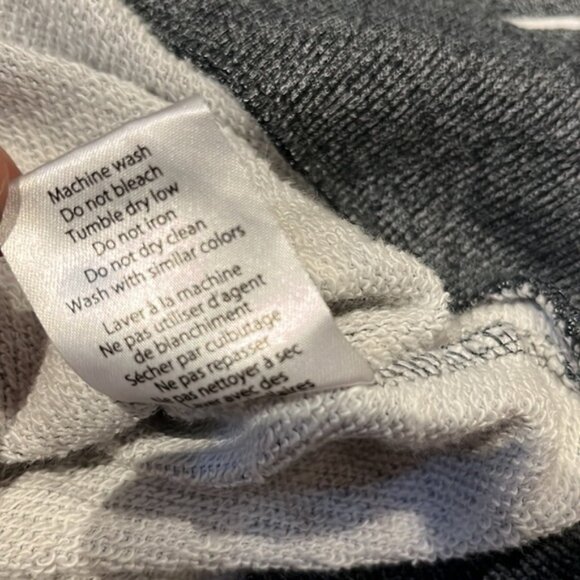 Machine wash
Do not bleach
Tumble dry low
Do not iron
Do not dry clean
Wash with similar colors
Laver à la machine
Ne pas utiliser d'agent
de blanchiment
Sécher par culbutage
Ne pas repasser
Ne pas nettoyer à sec
avec des